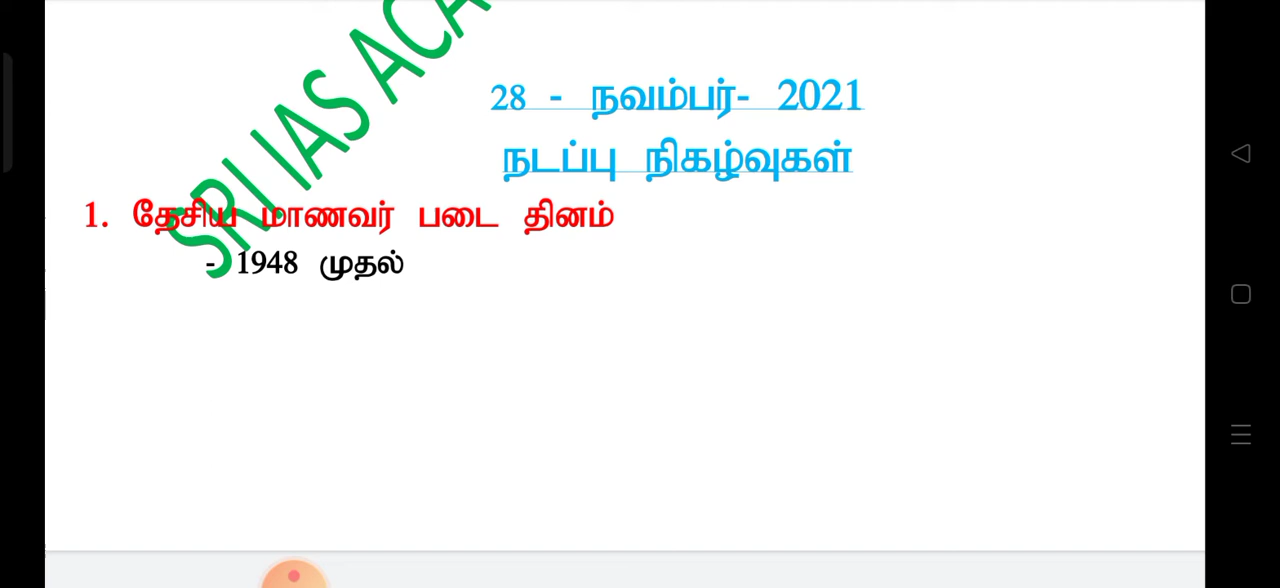 SRI IAS ACA
28 - நவம்பர்- 2021
நடப்பு நிகழ்வுகள்
1. தேசிய மாணவர் படை தினம்
- 1948 முதல்